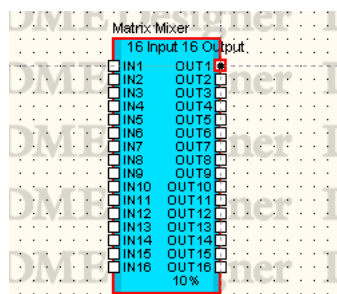 Matrix Mixer
16 Input 16 Output
IN1 OUT1
IN2 OUT2
IN3 OUT3
IN4 OUT4
IN5 OUT5
IN6 OUT6
IN7 OUT7
IN8 OUT8
IN9 OUT9
IN10 OUT10
IN11 OUT11
IN12 OUT12
IN13 OUT13
IN14 OUT14
IN15 OUT15
IN16 OUT16
10%